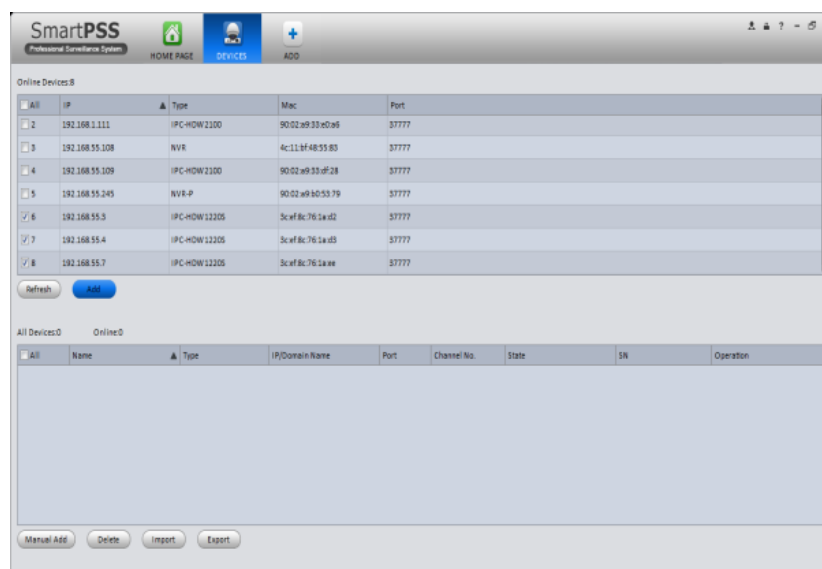 SmartPSS
Professional Surveillance System
HOME PAGE DEVICES ADD
Online Devices:8
All IP Type Mac Port
2 192.168.1.111 IPC-HDW2100 90:02:a9:33:e0:a6 37777
3 192.168.55.108 NVR 4c:11:bf:48:55:83 37777
4 192.168.55.109 IPC-HDW2100 90:02:a9:33:df:28 37777
5 192.168.55.245 NVR-P 90:02:a9:b0:53:79 37777
6 192.168.55.3 IPC-HDW1220S 3c:ef:8c:76:1a:d2 37777
7 192.168.55.4 IPC-HDW1220S 3c:ef:8c:76:1a:d3 37777
8 192.168.55.7 IPC-HDW1220S 3c:ef:8c:76:1a:ee 37777
Refresh Add
All Devices:0 Online:0
All Name Type IP/Domain Name Port Channel No. State SN Operation
Manual Add Delete Import Export